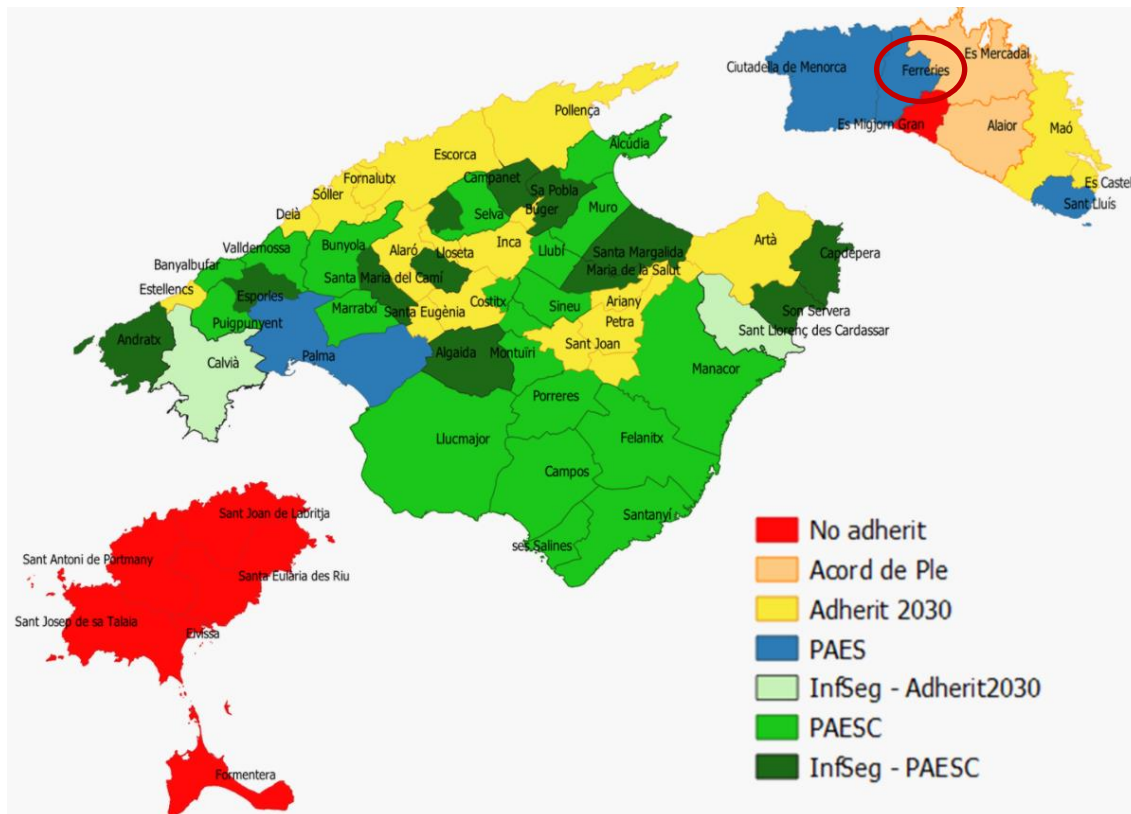 Ciutadella de Menorca
Ferreries
Es Mercadal
Es Migjorn Gran
Alaior
Maó
Es Castel
Sant Lluís
Pollença
Escorca
Alcúdia
Fornalutx
Campanet
Sóller
Sa Pobla
Deià
Selva
Búger
Muro
Valldemossa
Bunyola
Alaró
Lloseta
Inca
Llubí
Santa Margalida
Artà
Capdepera
Banyalbufar
Santa Maria del Camí
Maria de la Salut
Estellencs
Esporles
Marratxi
Santa Eugènia
Costitx
Sineu
Ariany
Son Servera
Puigpunyent
Petra
Sant Llorenç des Cardassar
Andratx
Calvià
Palma
Algaida
Montuïri
Sant Joan
Manacor
Porreres
Llucmajor
Felanitx
Campos
Santanyí
ses Salines
Sant Joan de Labritja
Sant Antoni de Portmany
Santa Eulària des Riu
Sant Josep de sa Talaia
Eivissa
Formentera
No adherit
Acord de Ple
Adherit 2030
PAES
InfSeg - Adherit2030
PAESC
InfSeg - PAESC